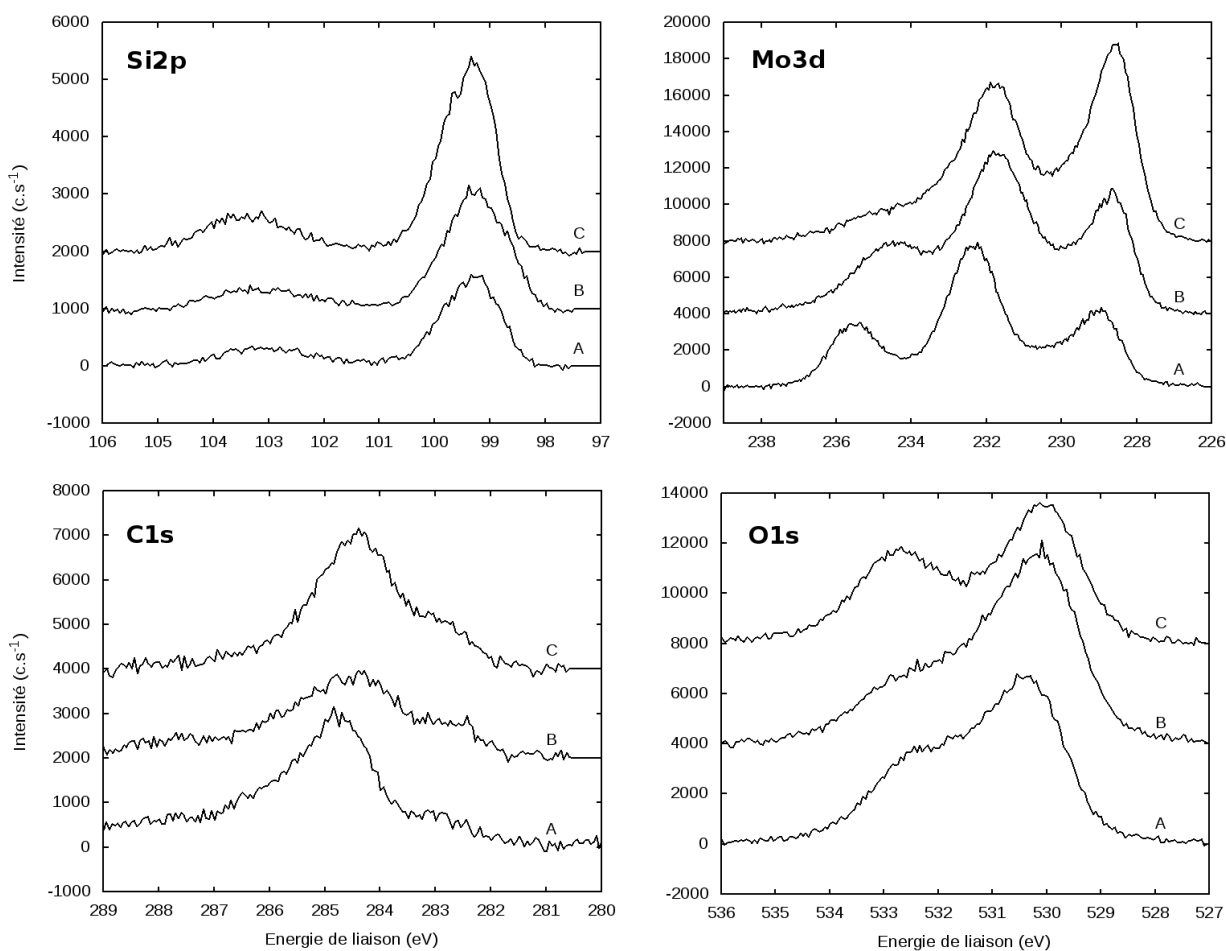 Si2p
Intensité (c.s⁻¹)
6000
5000
4000
3000
2000
1000
0
-1000
C
B
A
106 105 104 103 102 101 100 99 98 97
Mo3d
20000
18000
16000
14000
12000
10000
8000
6000
4000
2000
0
-2000
C
B
A
238 236 234 232 230 228 226
C1s
Intensité (c.s⁻¹)
8000
7000
6000
5000
4000
3000
2000
1000
0
-1000
C
B
A
289 288 287 286 285 284 283 282 281 280
Energie de liaison (eV)
O1s
14000
12000
10000
8000
6000
4000
2000
0
-2000
C
B
A
536 535 534 533 532 531 530 529 528 527
Energie de liaison (eV)